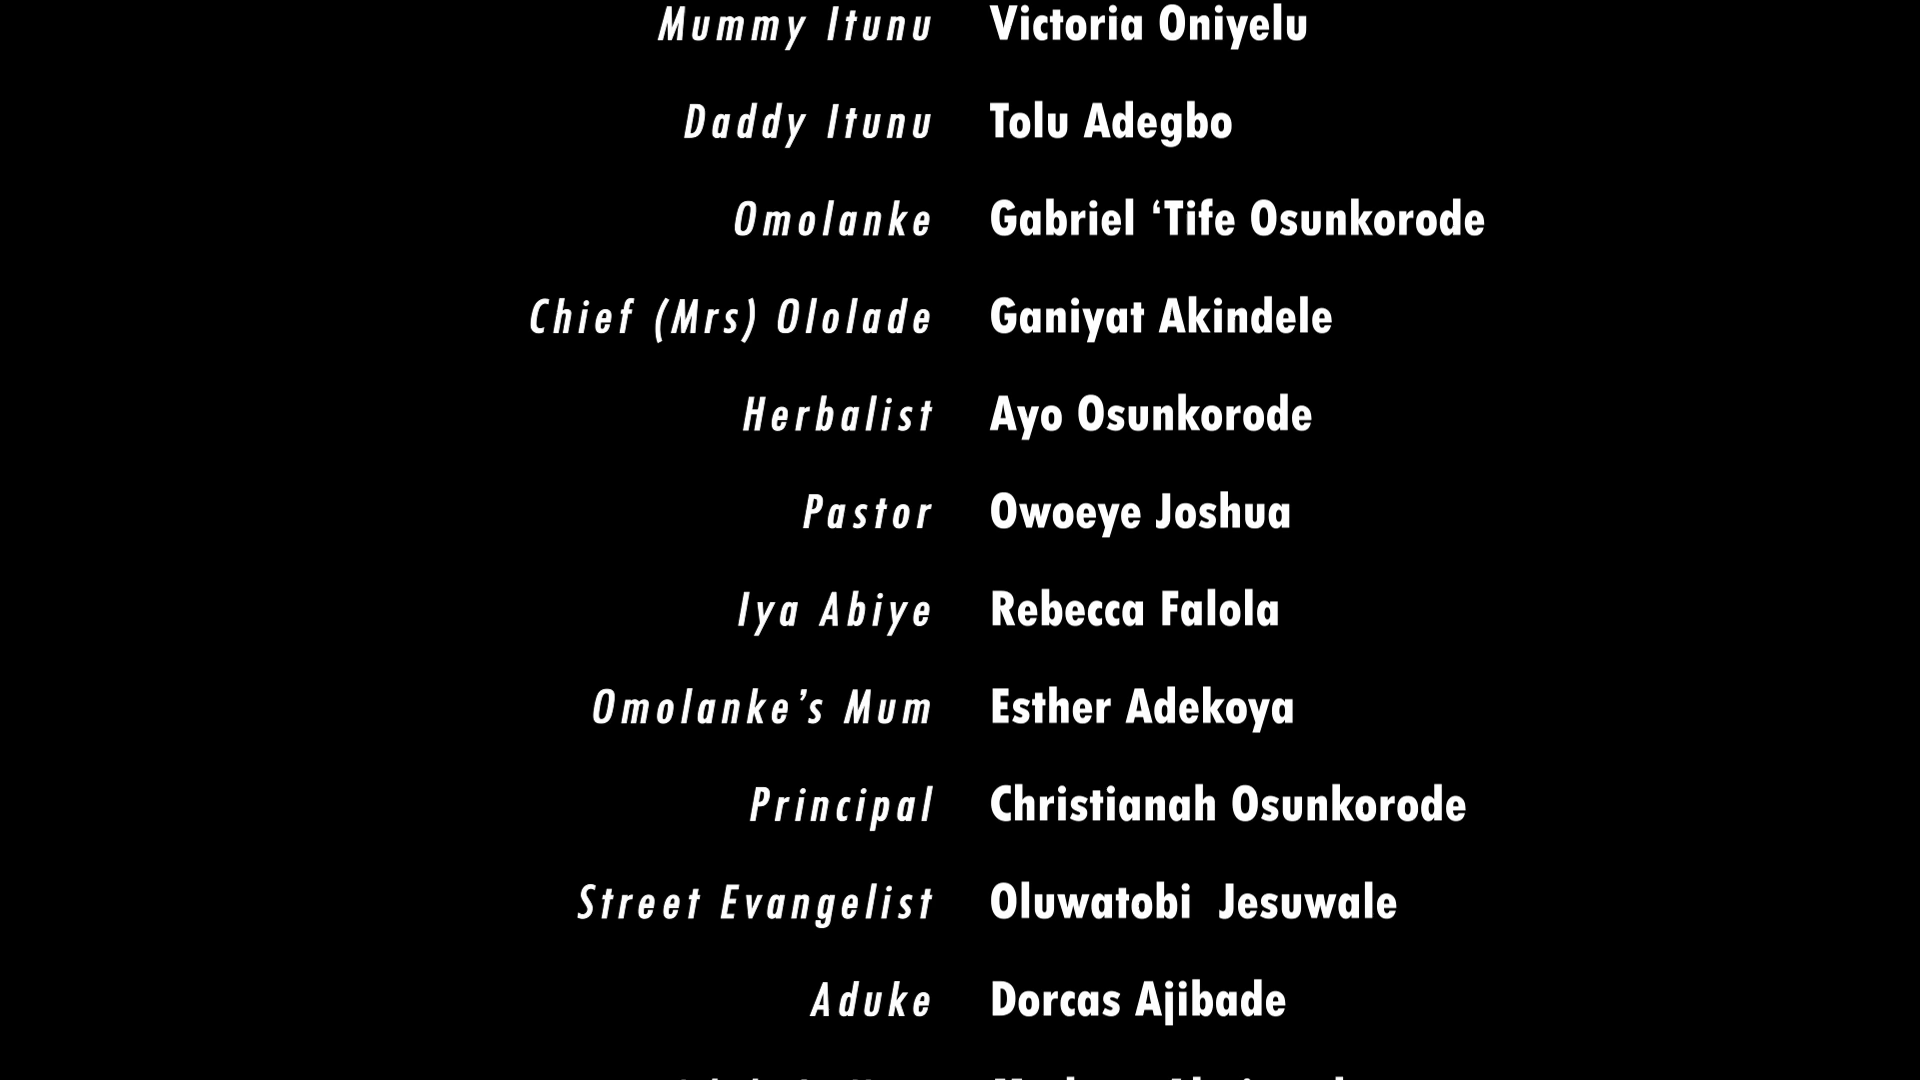 Mummy Itunu Victoria Oniyelu
Daddy Itunu Tolu Adegbo
Omolanke Gabriel ‘Tife Osunkorode
Chief (Mrs) Ololade Ganiyat Akindele
Herbalist Ayo Osunkorode
Pastor Owoeye Joshua
Iya Abiye Rebecca Falola
Omolanke’s Mum Esther Adekoya
Principal Christianah Osunkorode
Street Evangelist Oluwatobi  Jesuwale
Aduke Dorcas Ajibade